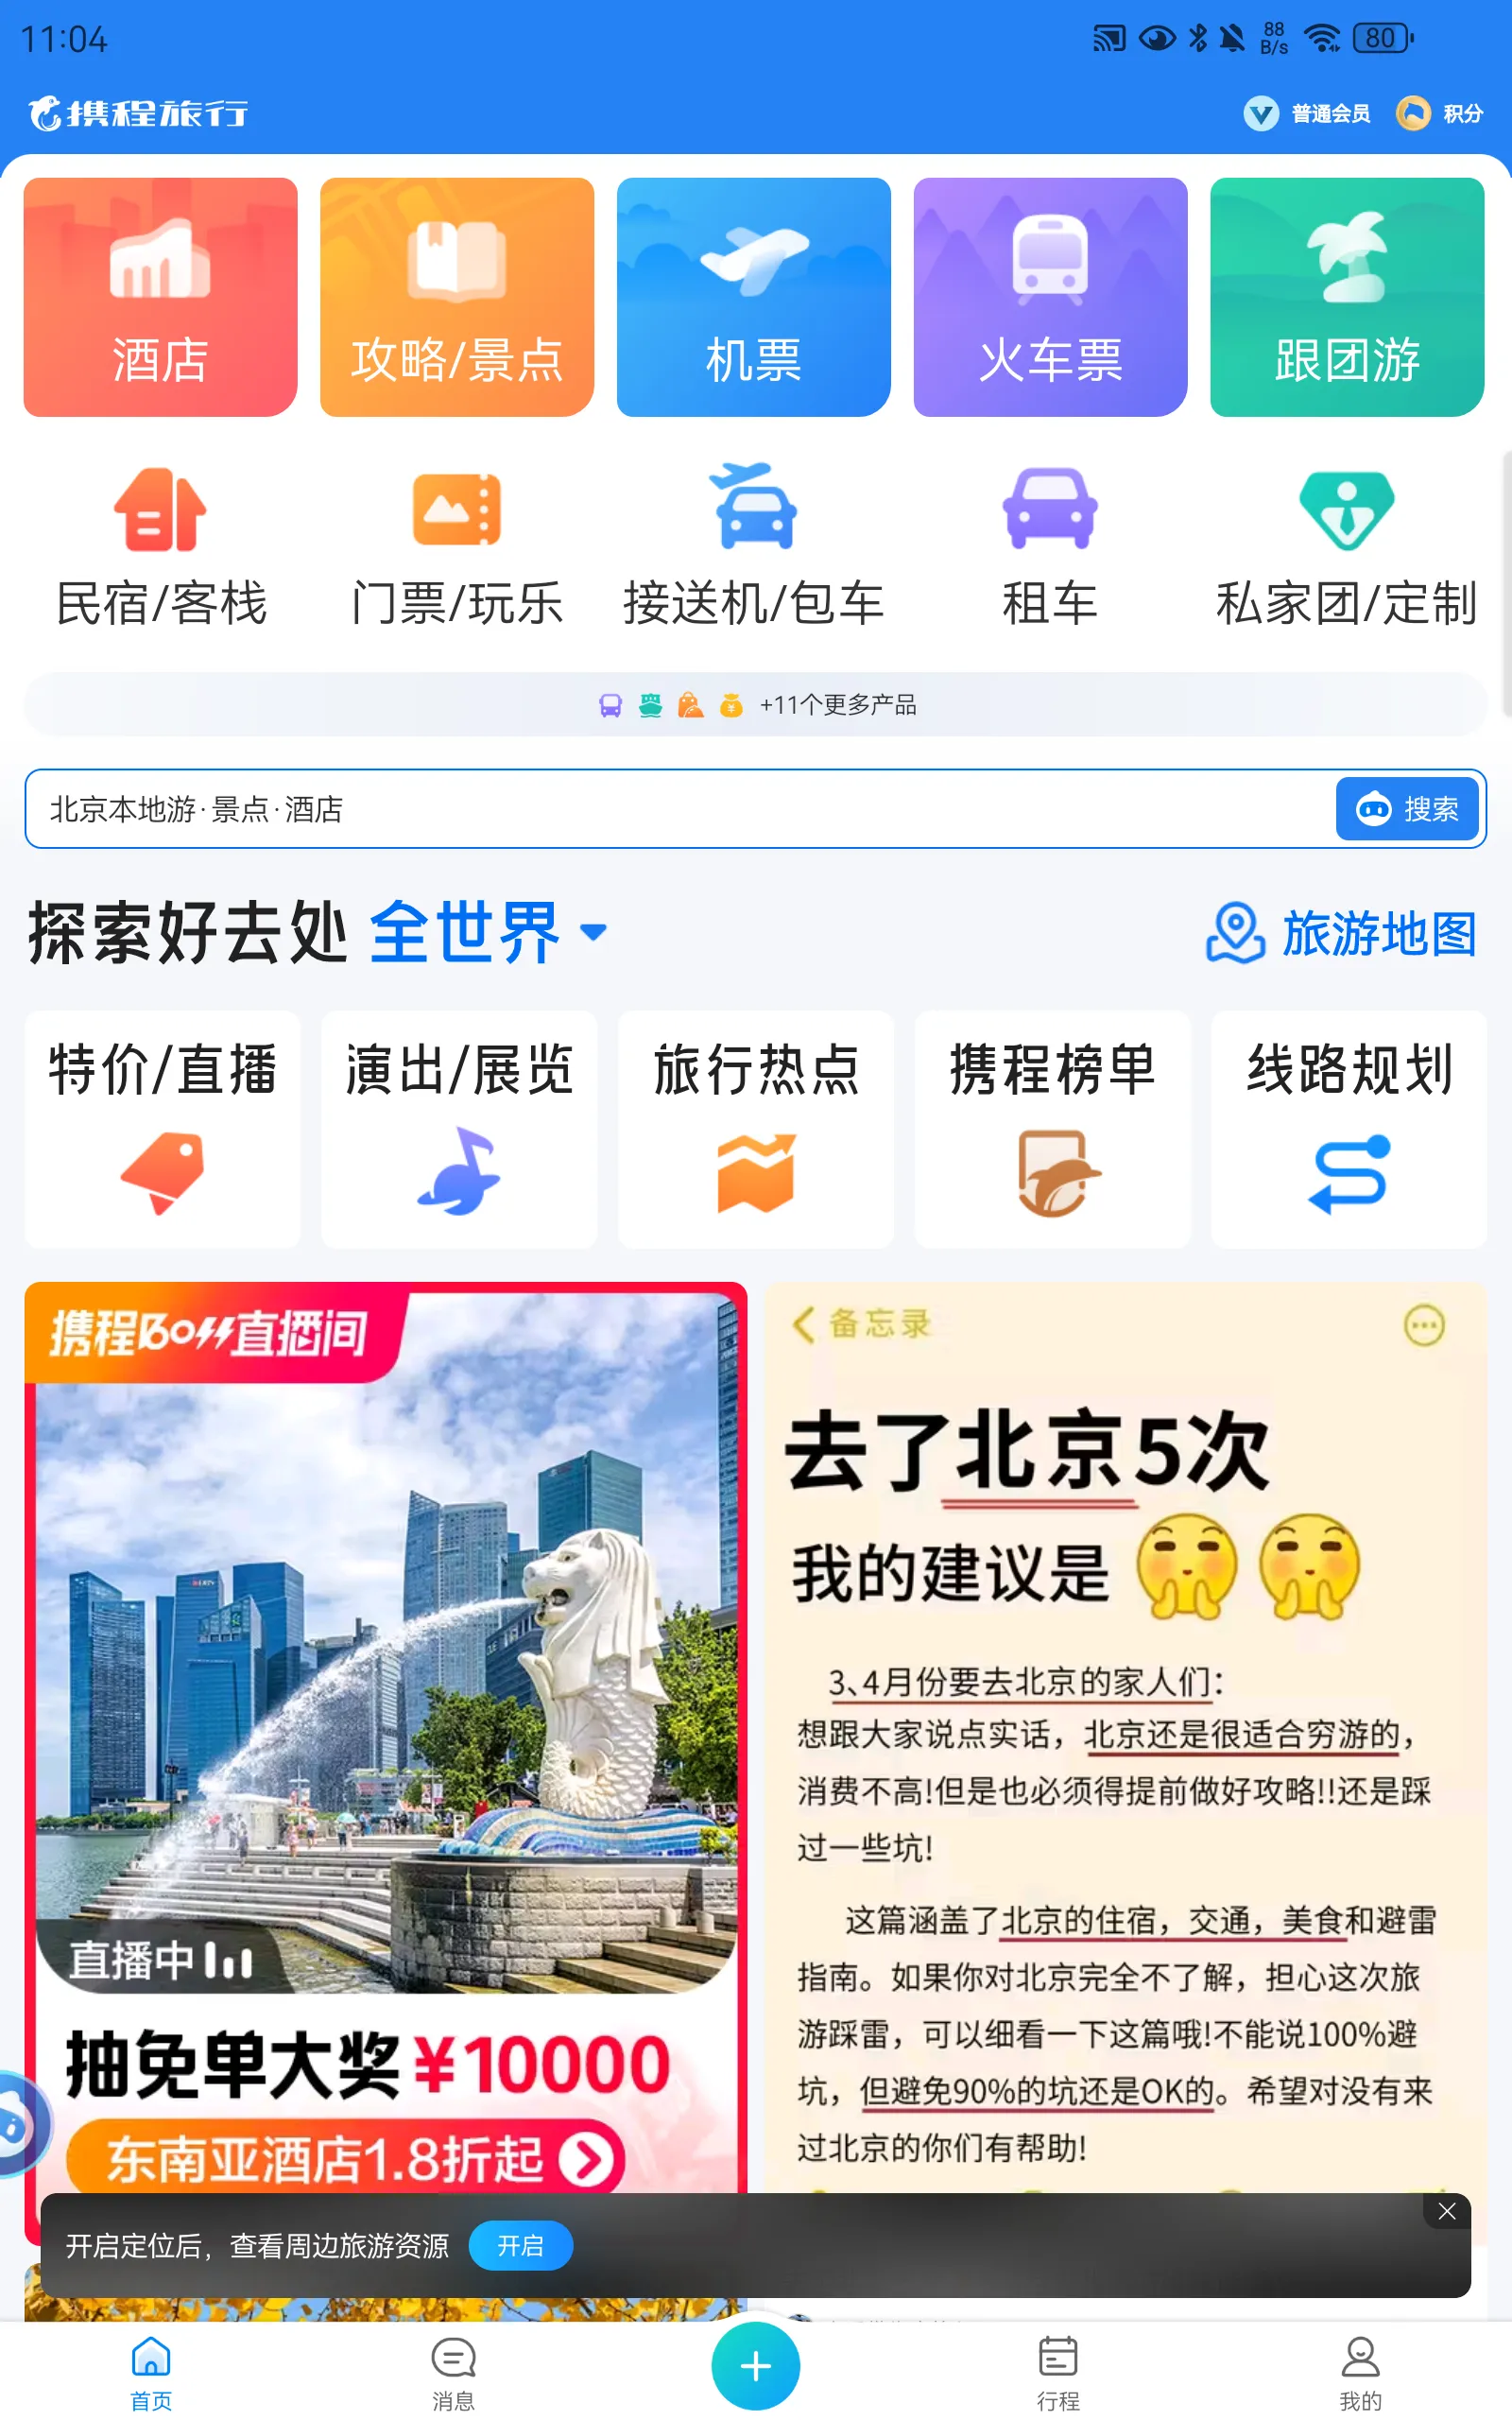 11:04
88
B/s
80
携程旅行
普通会员
积分
酒店
攻略/景点
机票
火车票
跟团游
民宿/客栈
门票/玩乐
接送机/包车
租车
私家团/定制
+11个更多产品
北京本地游·景点·酒店
搜索
探索好去处 全世界
旅游地图
特价/直播
演出/展览
旅行热点
携程榜单
线路规划
携程Boss直播间
直播中
抽免单大奖¥10000
东南亚酒店1.8折起
备忘录
去了北京5次
我的建议是
3、4月份要去北京的家人们:
想跟大家说点实话，北京还是很适合穷游的，
消费不高!但是也必须得提前做好攻略!!还是踩
过一些坑!
这篇涵盖了北京的住宿，交通，美食和避雷
指南。如果你对北京完全不了解，担心这次旅
游踩雷，可以细看一下这篇哦!不能说100%避
坑，但避免90%的坑还是OK的。希望对没有来
过北京的你们有帮助!
开启定位后，查看周边旅游资源
开启
首页
消息
行程
我的